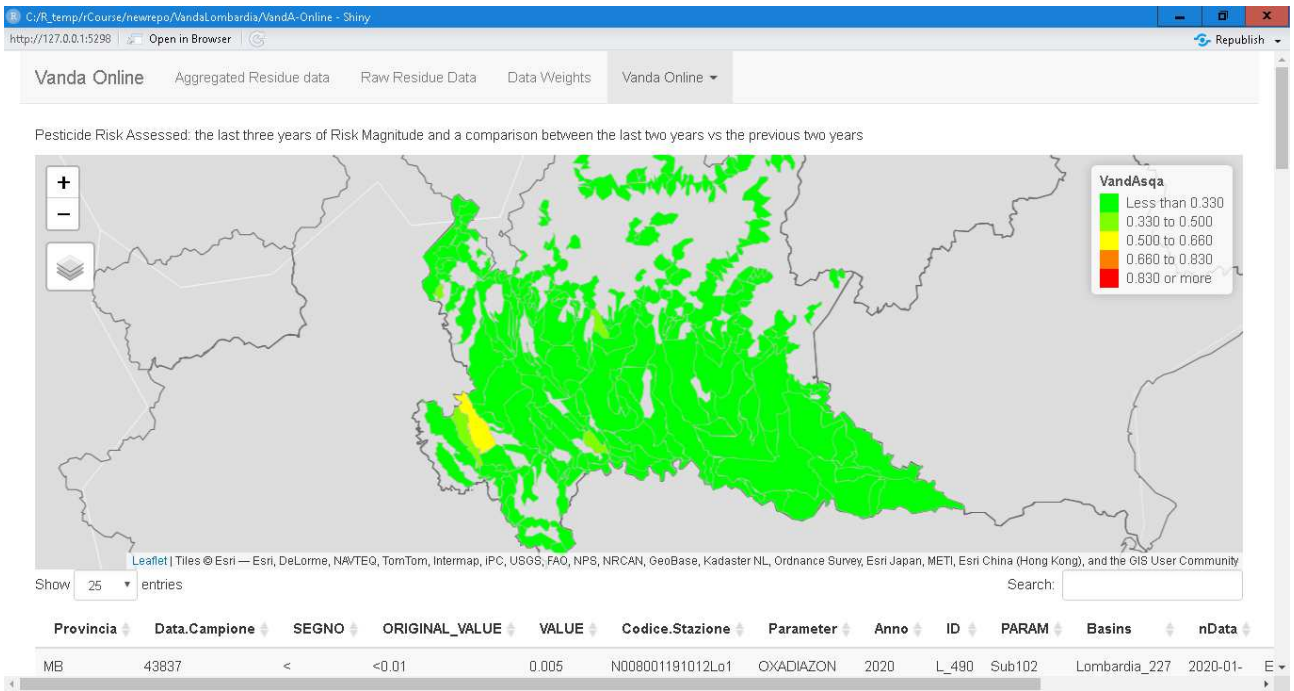 C:/R_temp/rCourse/newrepo/VandaLombardia/VandA-Online - Shiny
http://127.0.0.1:5298 Open in Browser Republish
Vanda Online Aggregated Residue data Raw Residue Data Data Weights Vanda Online
Pesticide Risk Assessed: the last three years of Risk Magnitude and a comparison between the last two years vs the previous two years
+
−
VandAsqa
Less than 0.330
0.330 to 0.500
0.500 to 0.660
0.660 to 0.830
0.830 or more
Leaflet | Tiles © Esri — Esri, DeLorme, NAVTEQ, TomTom, Intermap, iPC, USGS, FAO, NPS, NRCAN, GeoBase, Kadaster NL, Ordnance Survey, Esri Japan, METI, Esri China (Hong Kong), and the GIS User Community
Show 25 entries Search:
Provincia Data.Campione SEGNO ORIGINAL_VALUE VALUE Codice.Stazione Parameter Anno ID PARAM Basins nData
MB 43837 < <0.01 0.005 N008001191012Lo1 OXADIAZON 2020 L_490 Sub102 Lombardia_227 2020-01- E